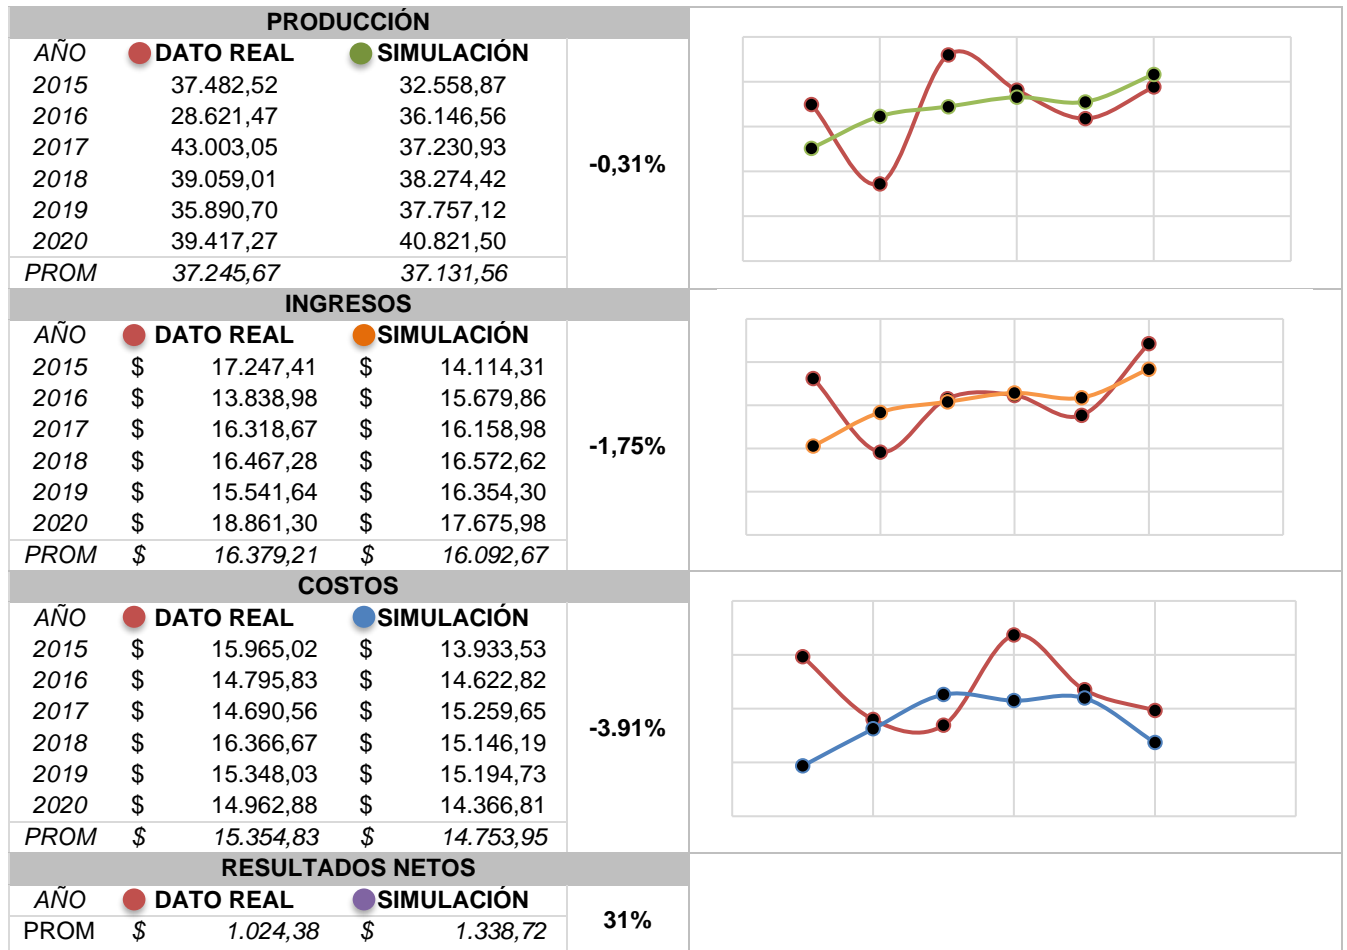 PRODUCCIÓN
AÑO DATO REAL SIMULACIÓN
2015 37.482,52 32.558,87
2016 28.621,47 36.146,56
2017 43.003,05 37.230,93
2018 39.059,01 38.274,42
2019 35.890,70 37.757,12
2020 39.417,27 40.821,50
PROM 37.245,67 37.131,56
-0,31%
INGRESOS
AÑO DATO REAL SIMULACIÓN
2015 $ 17.247,41 $ 14.114,31
2016 $ 13.838,98 $ 15.679,86
2017 $ 16.318,67 $ 16.158,98
2018 $ 16.467,28 $ 16.572,62
2019 $ 15.541,64 $ 16.354,30
2020 $ 18.861,30 $ 17.675,98
PROM $ 16.379,21 $ 16.092,67
-1,75%
COSTOS
AÑO DATO REAL SIMULACIÓN
2015 $ 15.965,02 $ 13.933,53
2016 $ 14.795,83 $ 14.622,82
2017 $ 14.690,56 $ 15.259,65
2018 $ 16.366,67 $ 15.146,19
2019 $ 15.348,03 $ 15.194,73
2020 $ 14.962,88 $ 14.366,81
PROM $ 15.354,83 $ 14.753,95
-3.91%
RESULTADOS NETOS
AÑO DATO REAL SIMULACIÓN
PROM $ 1.024,38 $ 1.338,72
31%